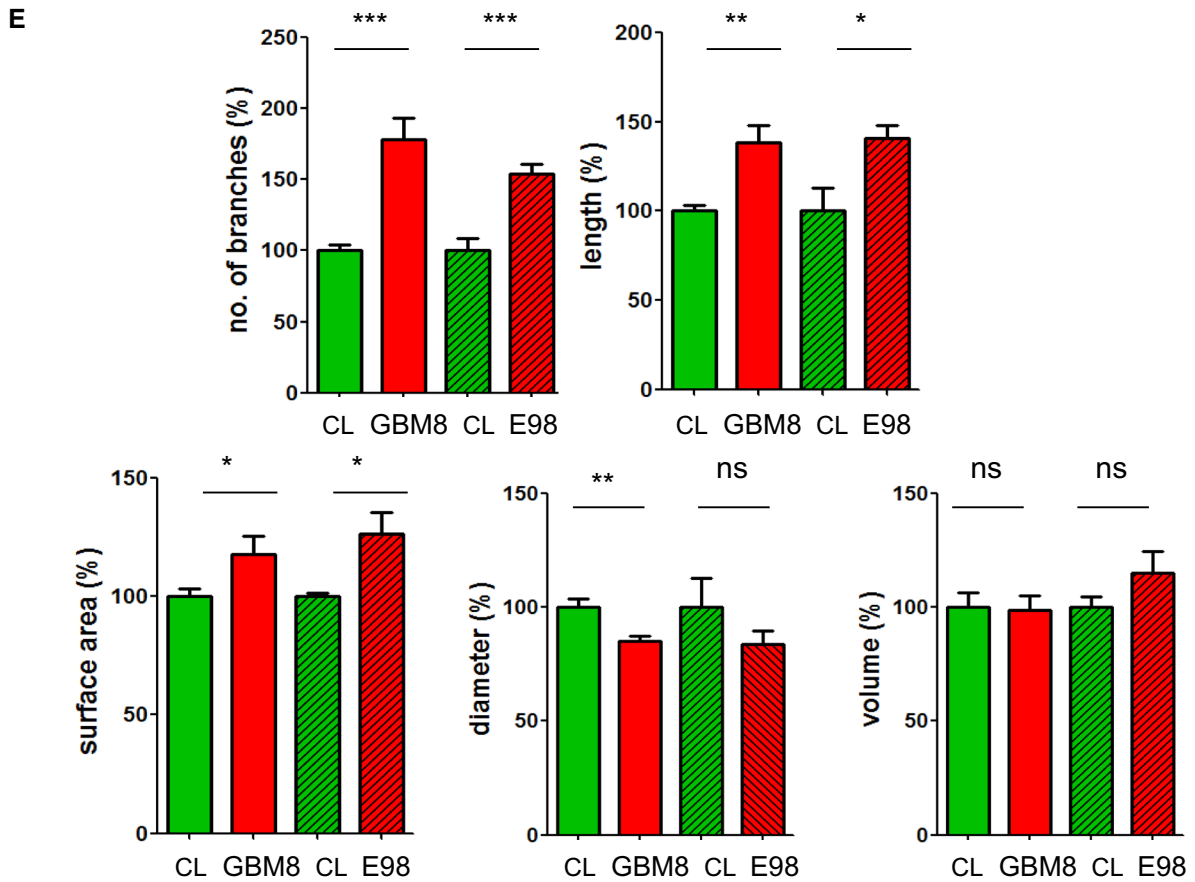 E
*** ***
250
200
150
100
50
0
no. of branches (%)
CL GBM8 CL E98
** *
200
150
100
50
0
length (%)
CL GBM8 CL E98
* *
150
100
50
0
surface area (%)
CL GBM8 CL E98
** ns
150
100
50
0
diameter (%)
CL GBM8 CL E98
ns ns
150
100
50
0
volume (%)
CL GBM8 CL E98